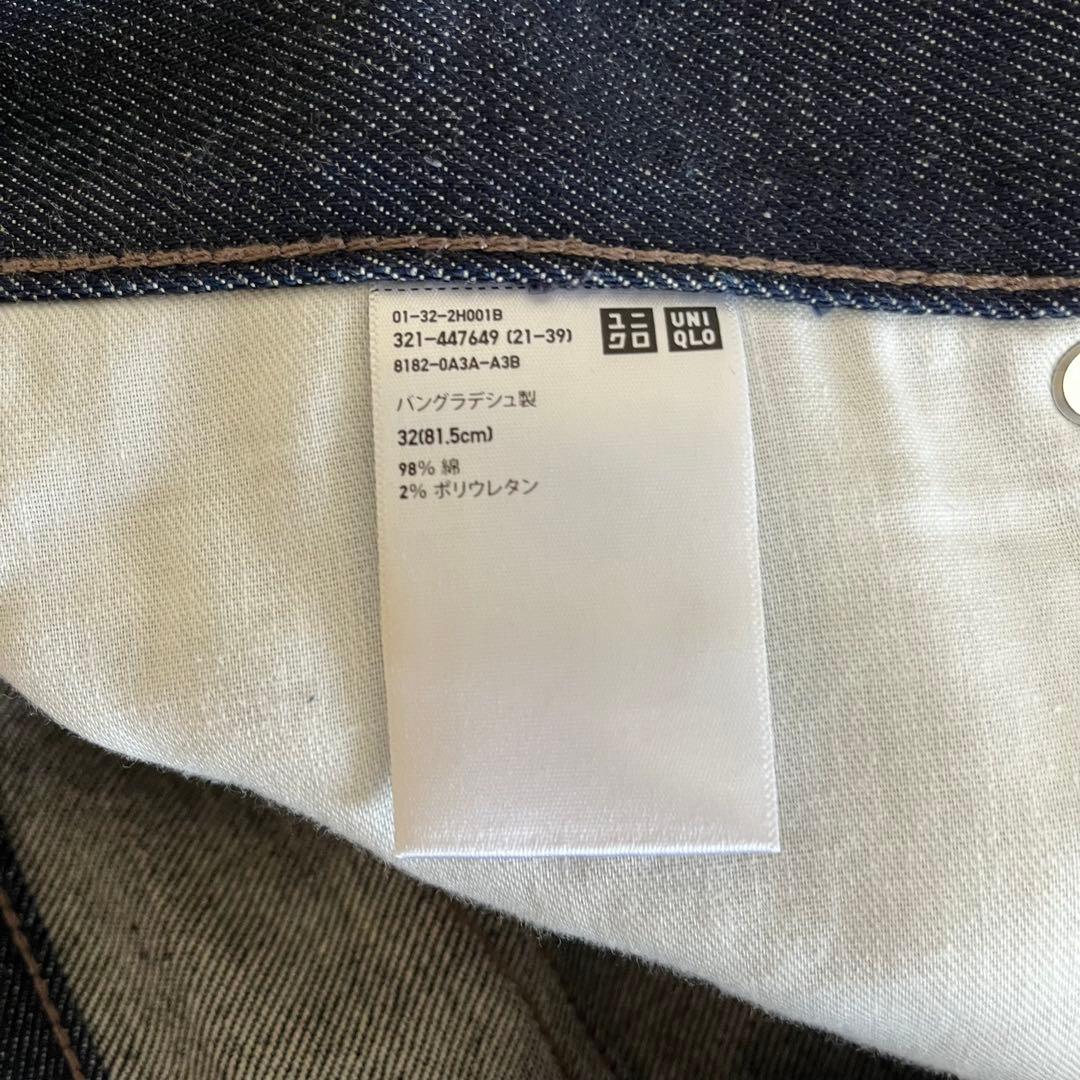 01-32-2H001B
321-447649 (21-39)
8182-0A3A-A3B
ユニ
クロ
UNI
QLO
バングラデシュ製
32(81.5cm)
98% 綿
2% ポリウレタン